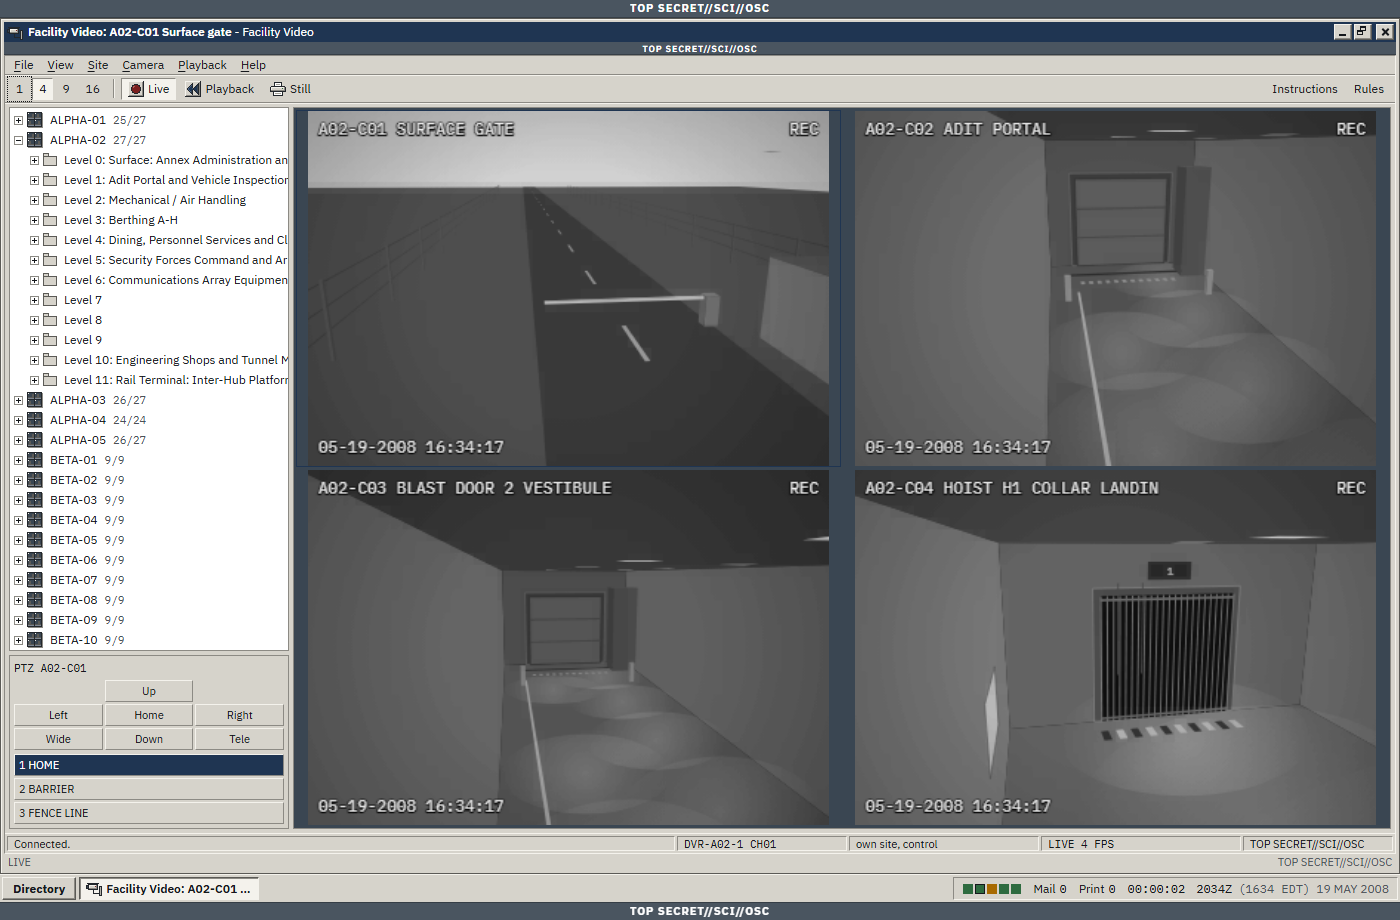 TOP SECRET//SCI//OSC
Facility Video: A02-C01 Surface gate - Facility Video
TOP SECRET//SCI//OSC
File View Site Camera Playback Help
1 4 9 16 Live Playback Still Instructions Rules
ALPHA-01 25/27
ALPHA-02 27/27
Level 0: Surface: Annex Administration an
Level 1: Adit Portal and Vehicle Inspection
Level 2: Mechanical / Air Handling
Level 3: Berthing A-H
Level 4: Dining, Personnel Services and Cl
Level 5: Security Forces Command and Ar
Level 6: Communications Array Equipmen
Level 7
Level 8
Level 9
Level 10: Engineering Shops and Tunnel M
Level 11: Rail Terminal: Inter-Hub Platforr
ALPHA-03 26/27
ALPHA-04 24/24
ALPHA-05 26/27
BETA-01 9/9
BETA-02 9/9
BETA-03 9/9
BETA-04 9/9
BETA-05 9/9
BETA-06 9/9
BETA-07 9/9
BETA-08 9/9
BETA-09 9/9
BETA-10 9/9
PTZ A02-C01
Up
Left Home Right
Wide Down Tele
1 HOME
2 BARRIER
3 FENCE LINE
A02-C01 SURFACE GATE REC
05-19-2008 16:34:17
A02-C02 ADIT PORTAL REC
05-19-2008 16:34:17
A02-C03 BLAST DOOR 2 VESTIBULE REC
05-19-2008 16:34:17
A02-C04 HOIST H1 COLLAR LANDIN REC
1
05-19-2008 16:34:17
Connected. DVR-A02-1 CH01 own site, control LIVE 4 FPS TOP SECRET//SCI//OSC
LIVE TOP SECRET//SCI//OSC
Directory Facility Video: A02-C01 ... Mail 0 Print 0 00:00:02 2034Z (1634 EDT) 19 MAY 2008
TOP SECRET//SCI//OSC